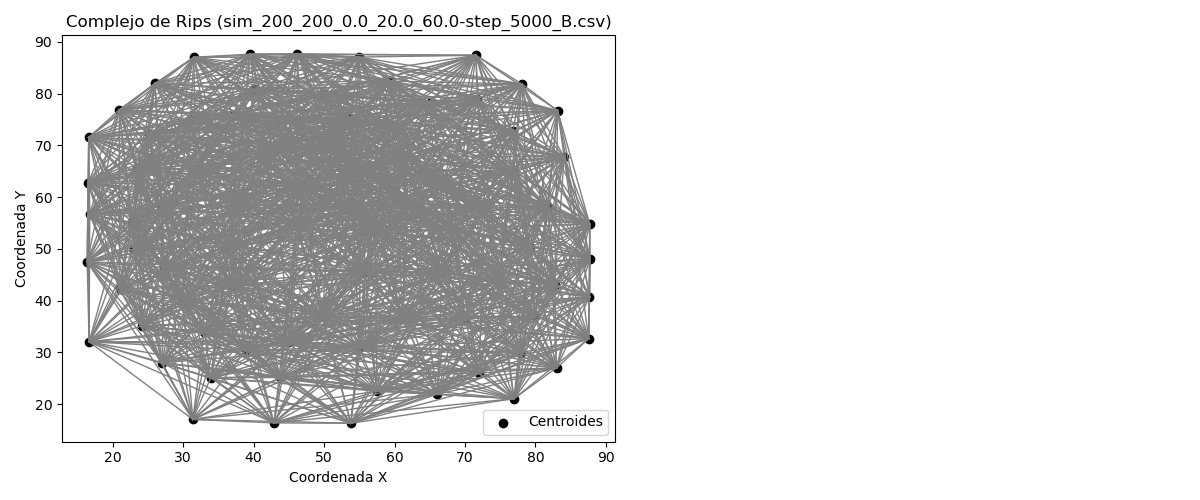 Complejo de Rips (sim_200_200_0.0_20.0_60.0-step_5000_B.csv)
90
80
70
60
50
40
30
20
Coordenada Y
Centroides
20 30 40 50 60 70 80 90
Coordenada X